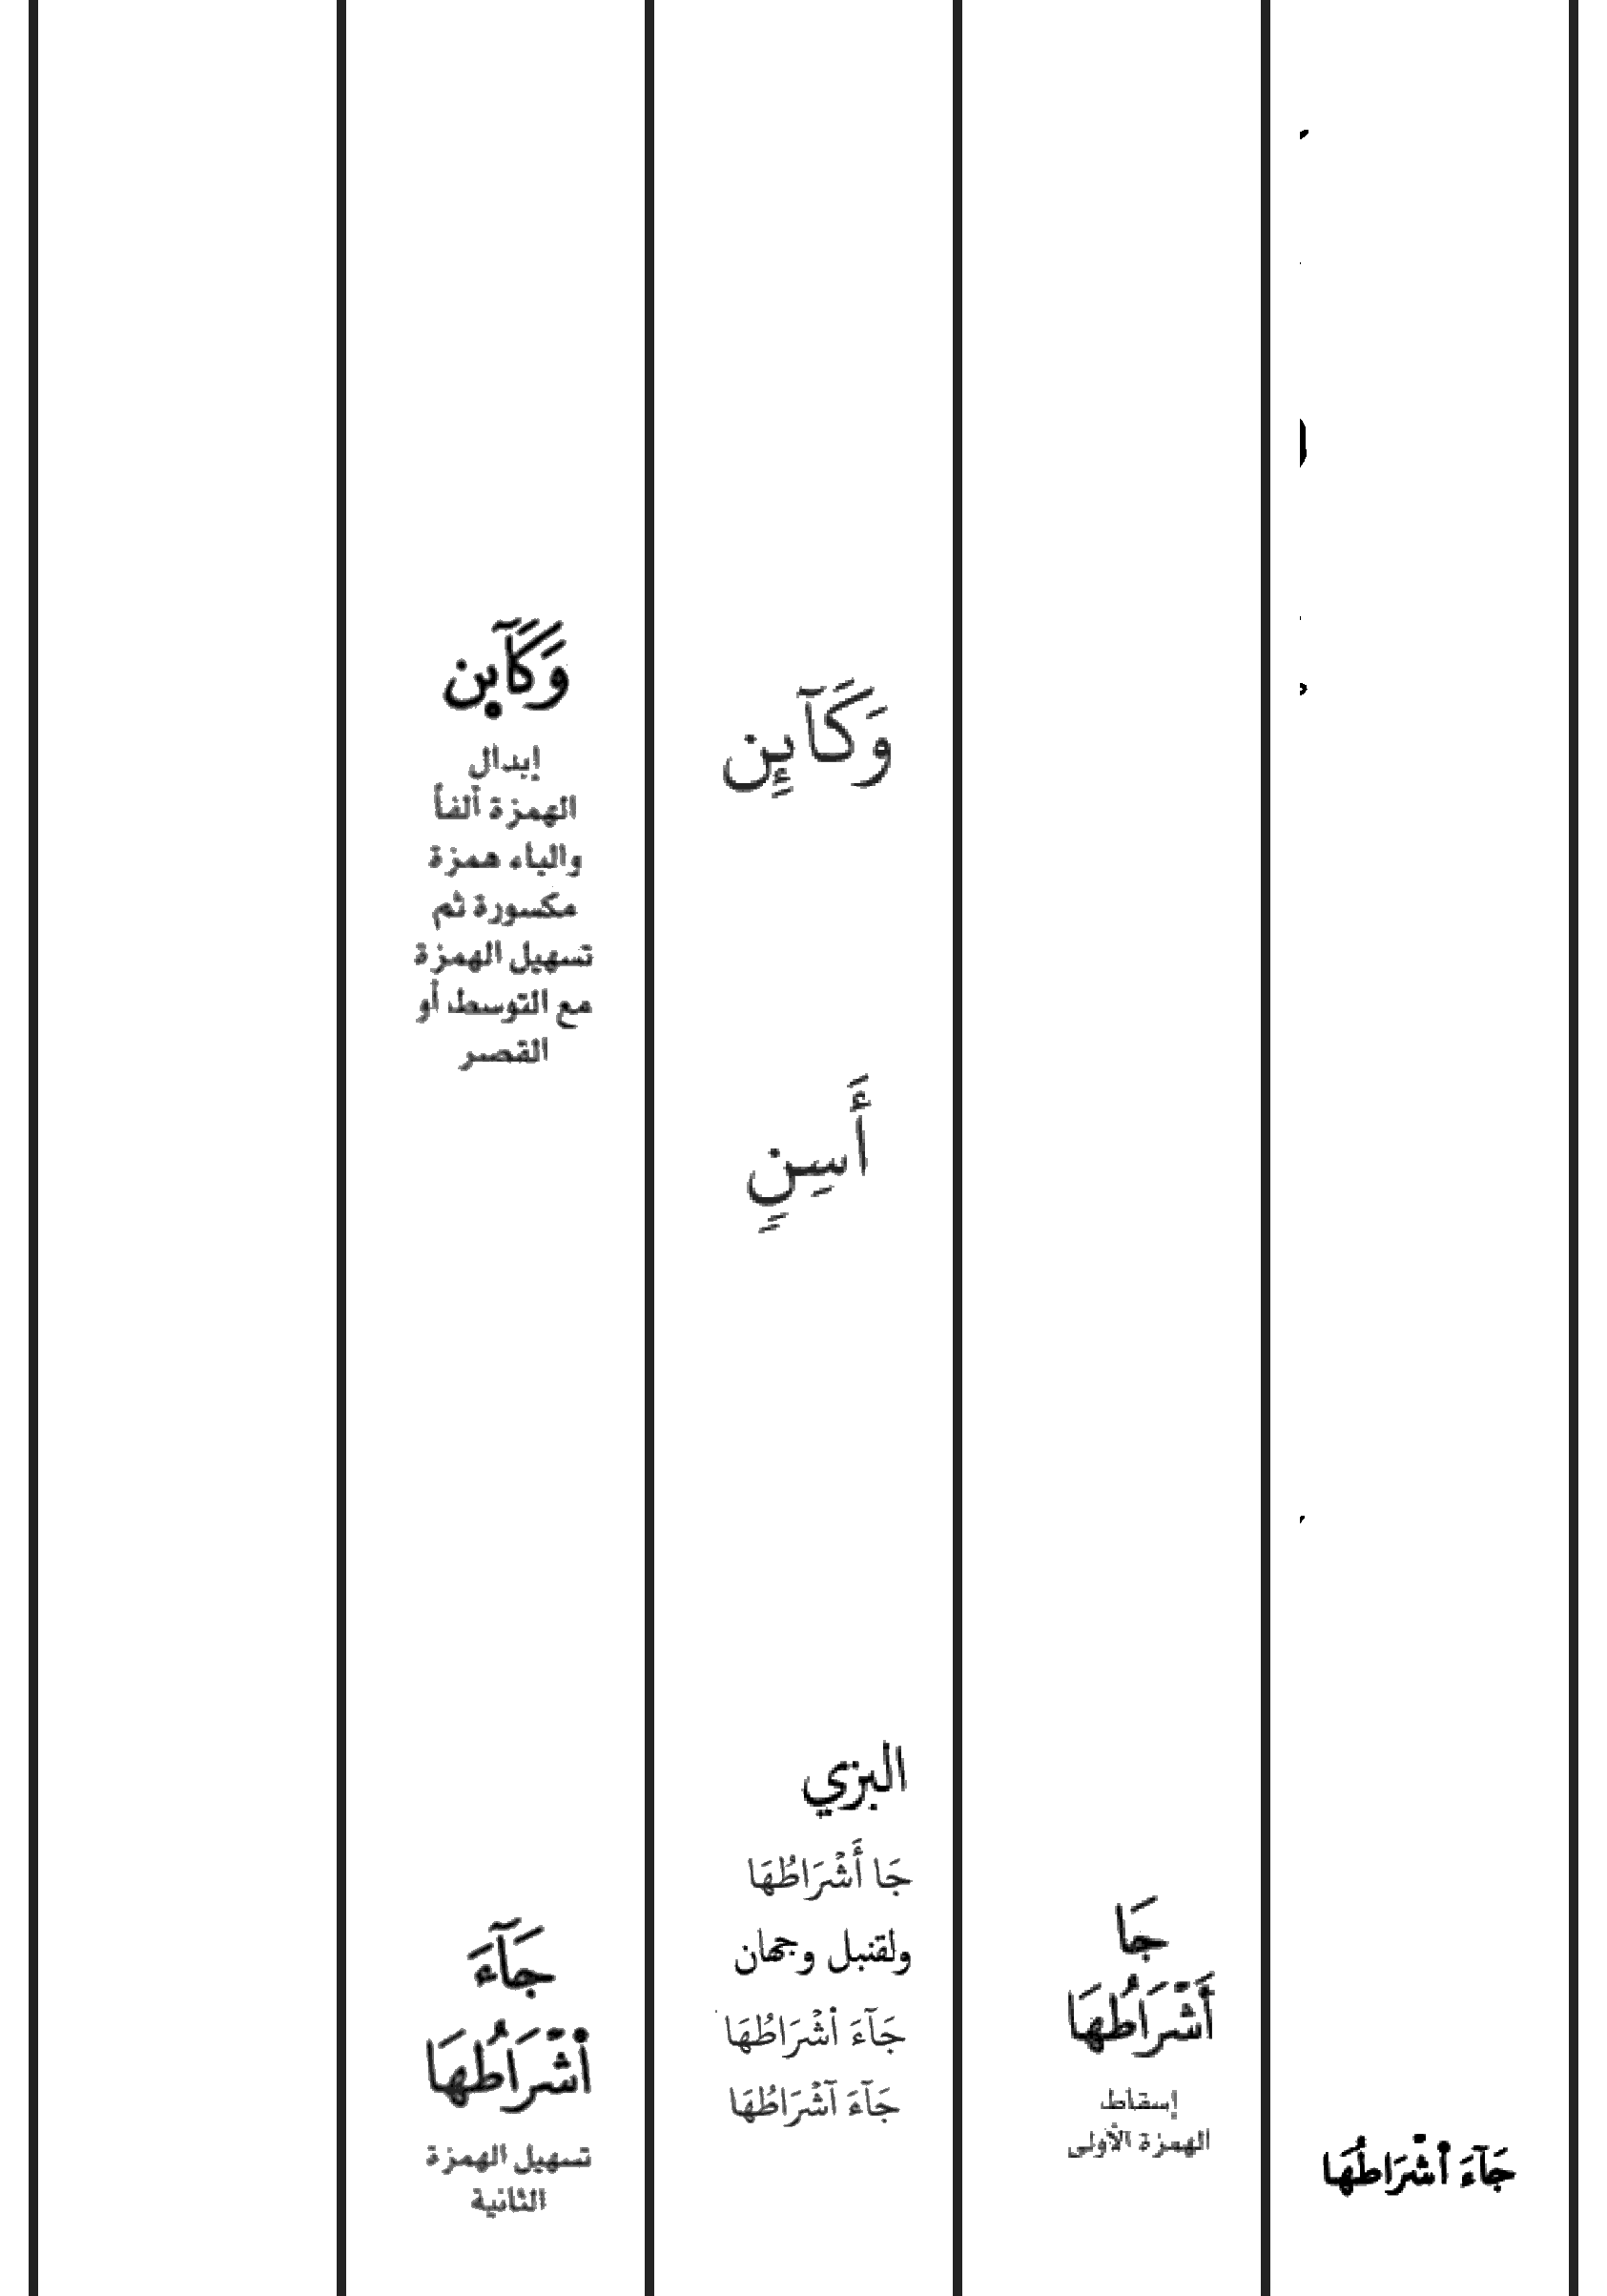 جَآءَ اَشْرَاطُهَا
جَا
أَشْرَاطُهَا
إسقاط
الهمزة الأولى
وَكَآئِن
أَسِنٍ
البزي
جَا أَشْرَاطُهَا
ولقنبل وجهان
جَآءَ اَشْرَاطُهَا
جَآءَ آشْرَاطُهَا
وَكَآىِٕن
إبدال
الهمزة ألفاً
والياء همزة
مكسورة ثم
تسهيل الهمزة
مع التوسط أو
القصر
جَآءَ
اَشْرَاطُهَا
تسهيل الهمزة
الثانية